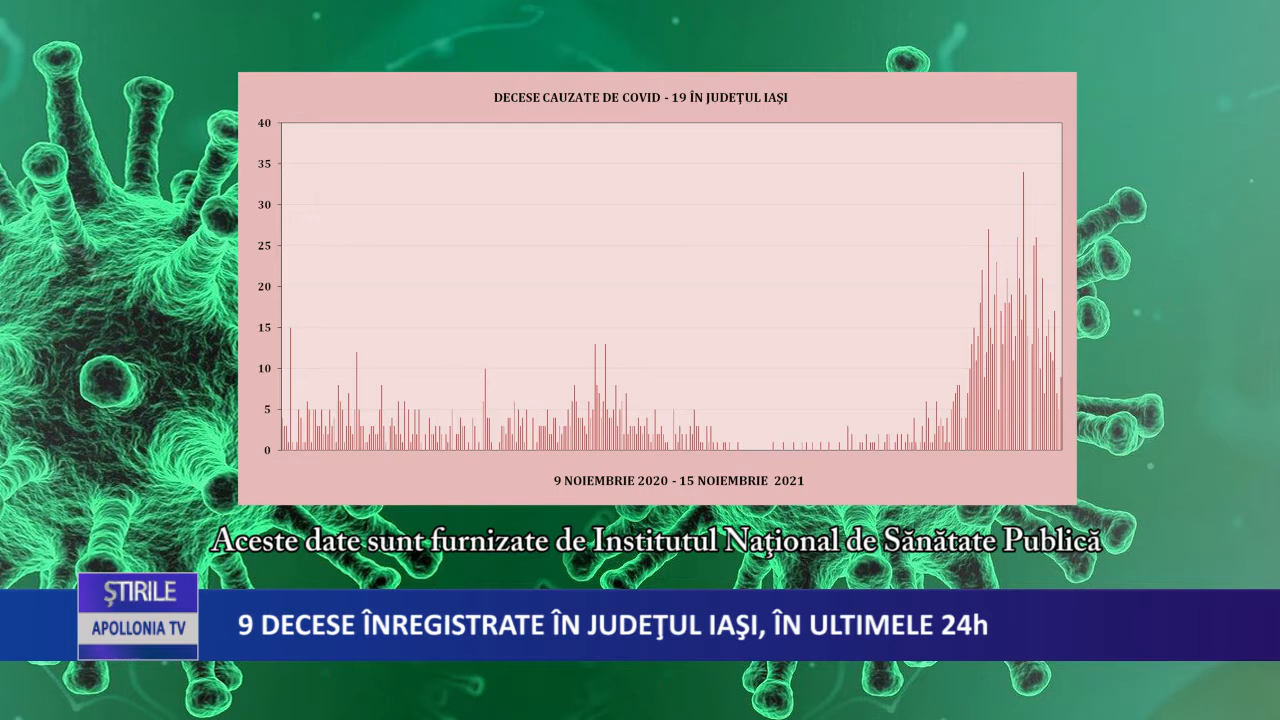 DECESE CAUZATE DE COVID - 19 ÎN JUDEŢUL IAŞI
40
35
30
25
20
15
10
5
0
9 NOIEMBRIE 2020 - 15 NOIEMBRIE 2021
Aceste date sunt furnizate de Institutul Naţional de Sănătate Publică
ŞTIRILE
APOLLONIA TV
9 DECESE ÎNREGISTRATE ÎN JUDEŢUL IAŞI, ÎN ULTIMELE 24h